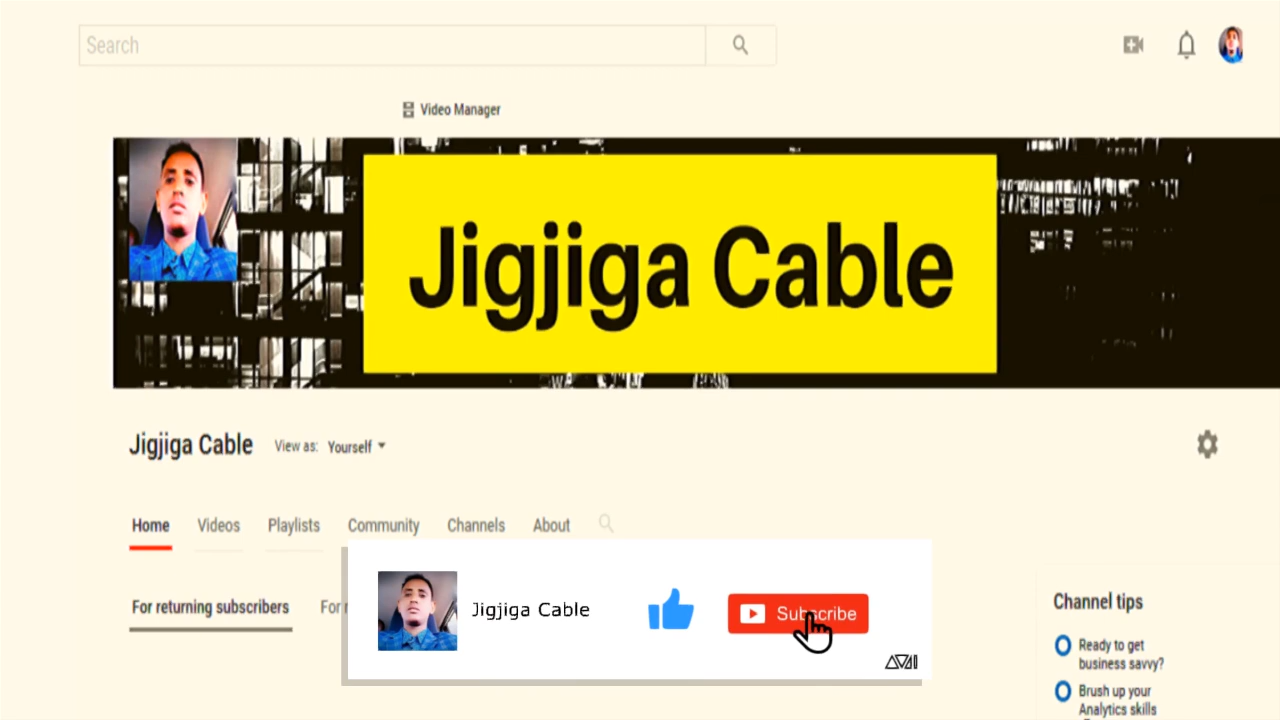 Search
Video Manager
Jigjiga Cable
Jigjiga Cable View as: Yourself
Home Videos Playlists Community Channels About
For returning subscribers For
Jigjiga Cable Subscribe
Channel tips
Ready to get
business savvy?
Brush up your
Analytics skills